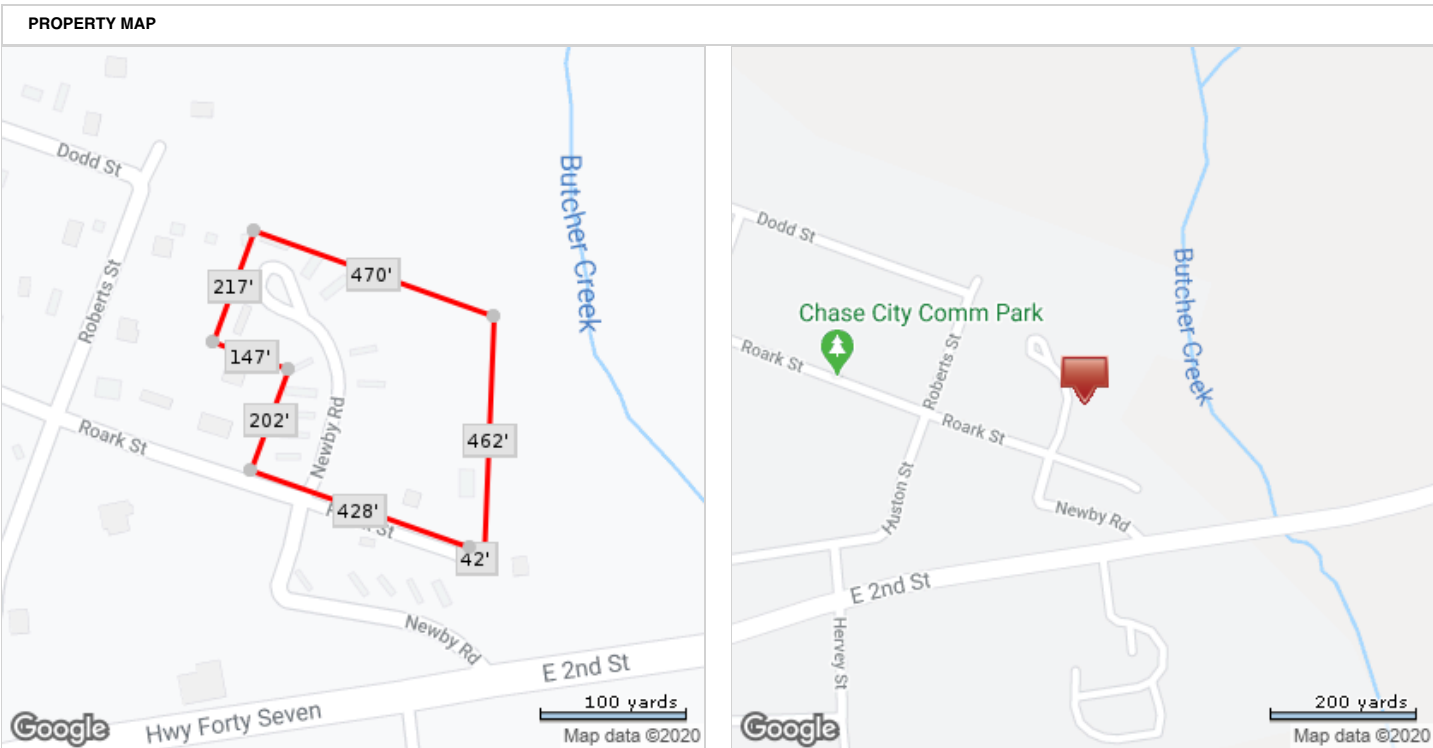 PROPERTY MAP
Dodd St
Butcher Creek
Roberts St
470'
217'
147'
202'
Newby Rd
462'
Roark St
428'
42'
Newby Rd
E 2nd St
Hwy Forty Seven
100 yards
Google
Map data ©2020
Dodd St
Butcher Creek
Chase City Comm Park
Roark St
Roberts St
Roark St
Huston St
Newby Rd
E 2nd St
Hervey St
200 yards
Google
Map data ©2020